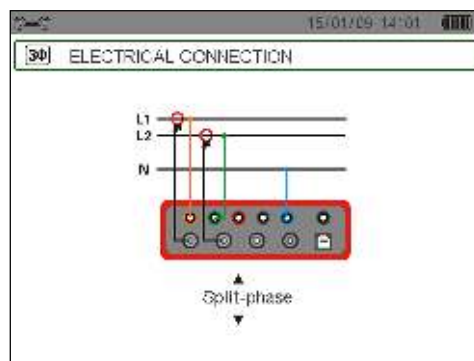 15/01/09 14:01
3Φ ELECTRICAL CONNECTION
L1
L2
N
Split-phase